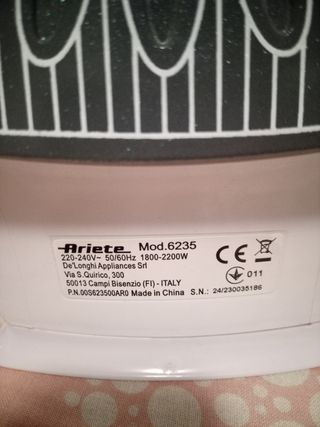 Ariete Mod.6235
220-240V~ 50/60Hz 1800-2200W
De'Longhi Appliances Srl
Via S.Quirico, 300
50013 Campi Bisenzio (FI) - ITALY
P.N.00S623500AR0 Made in China S.N.: 24/230035186
CE
011